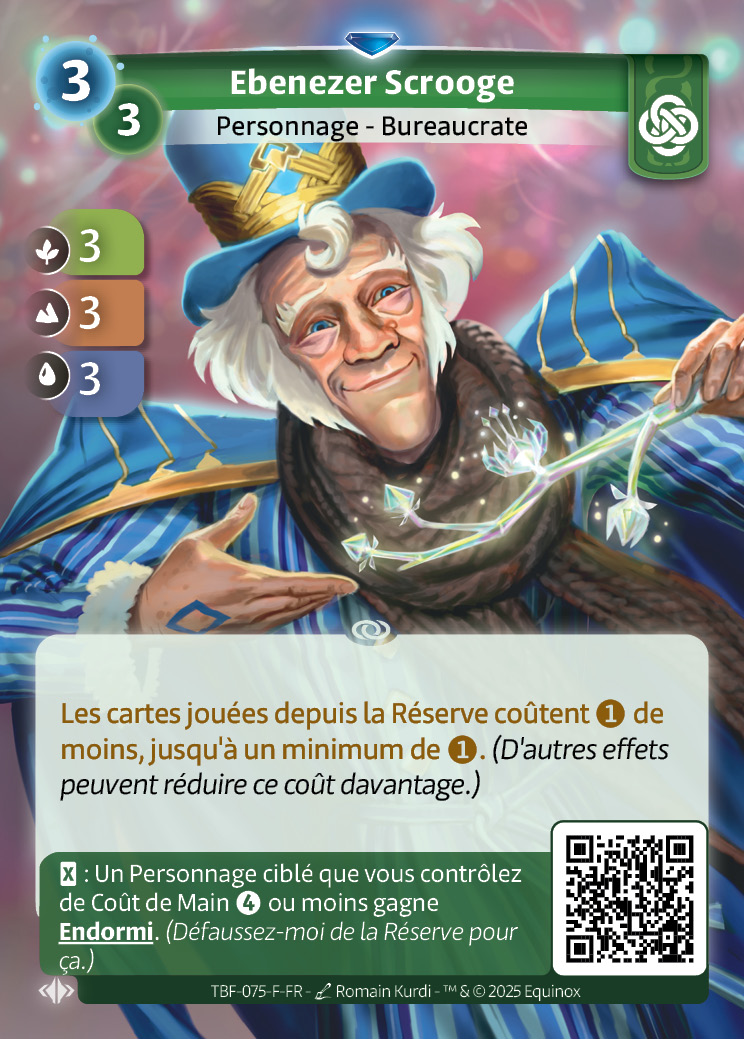 3
Ebenezer Scrooge
3
Personnage - Bureaucrate
3
3
3
Les cartes jouées depuis la Réserve coûtent 1 de
moins, jusqu'à un minimum de 1. (D'autres effets
peuvent réduire ce coût davantage.)
X : Un Personnage ciblé que vous contrôlez
de Coût de Main 4 ou moins gagne
Endormi. (Défaussez-moi de la Réserve pour
ça.)
TBF-075-F-FR - Romain Kurdi - ™ & © 2025 Equinox